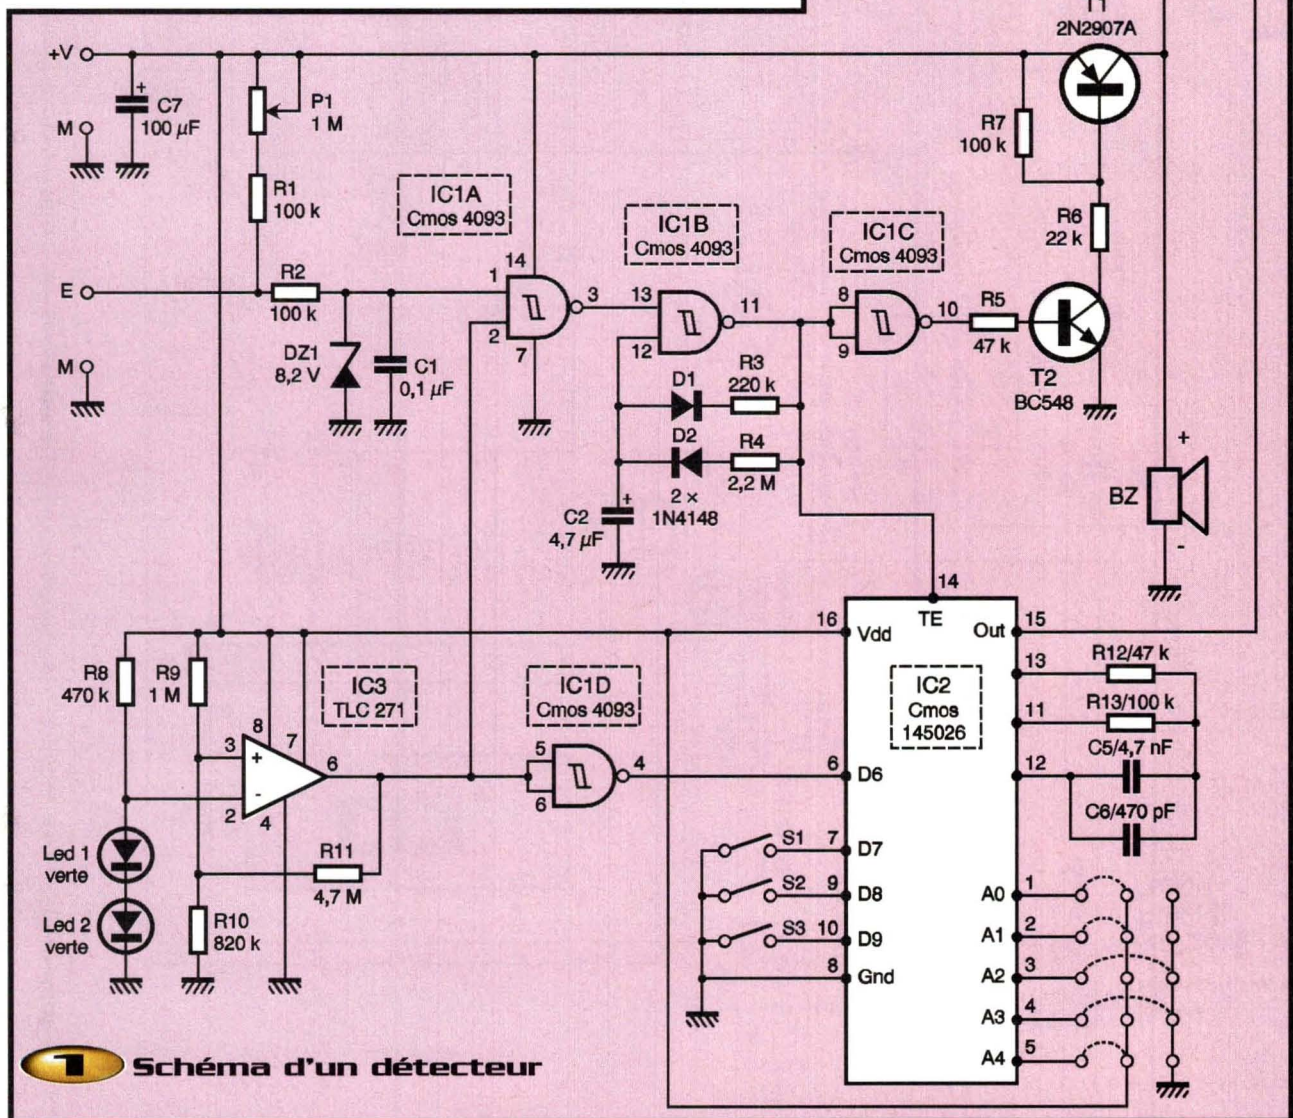 T1
2N2907A
+V
C7
100 µF
+
P1
1 M
M
R7
100 k
R1
100 k
IC1A
Cmos 4093
IC1B
Cmos 4093
IC1C
Cmos 4093
R6
22 k
E
R2
100 k
14
1
2
3
7
13
12
11
8
9
10
R5
47 k
DZ1
8,2 V
C1
0,1 µF
M
D1
R3
220 k
D2
R4
2,2 M
2 ×
1N4148
T2
BC548
C2
4,7 µF
+
BZ
+
-
14
TE
16
Vdd
Out
15
R8
470 k
R9
1 M
IC3
TLC 271
IC1D
Cmos 4093
IC2
Cmos
145026
13
R12/47 k
11
R13/100 k
12
C5/4,7 nF
C6/470 pF
8
7
3
+
-
2
4
6
5
6
4
6
D6
Led 1
verte
Led 2
verte
R11
4,7 M
R10
820 k
S1
7
D7
S2
9
D8
S3
10
D9
8
Gnd
A0
1
A1
2
A2
3
A3
4
A4
5
1 Schéma d'un détecteur